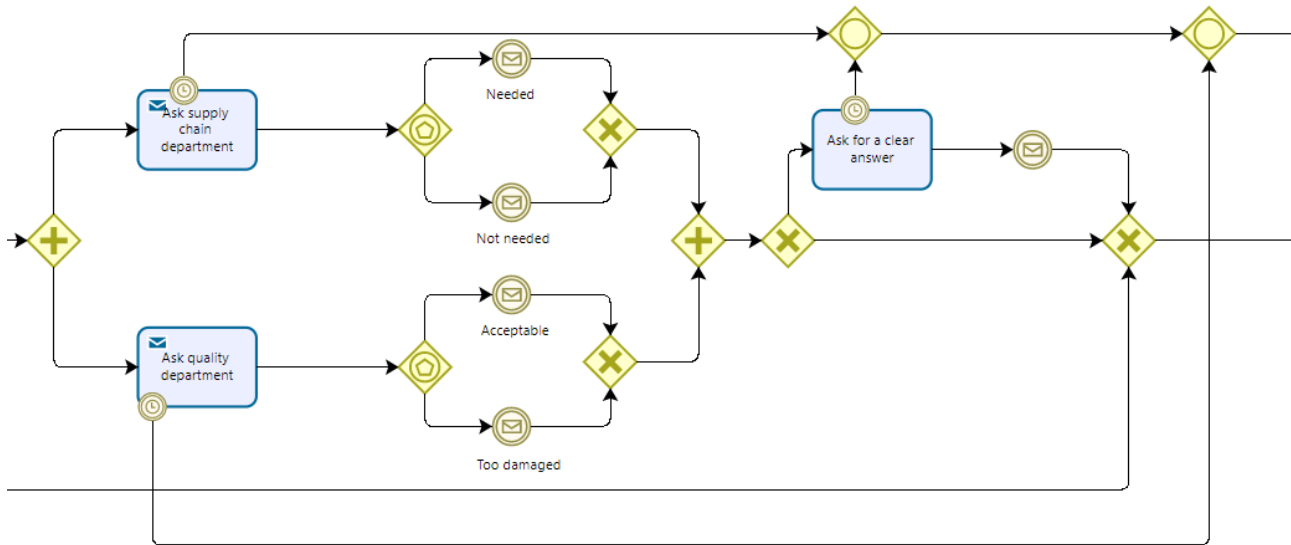 Ask supply
chain
department
Needed
Not needed
Ask for a clear
answer
Ask quality
department
Acceptable
Too damaged